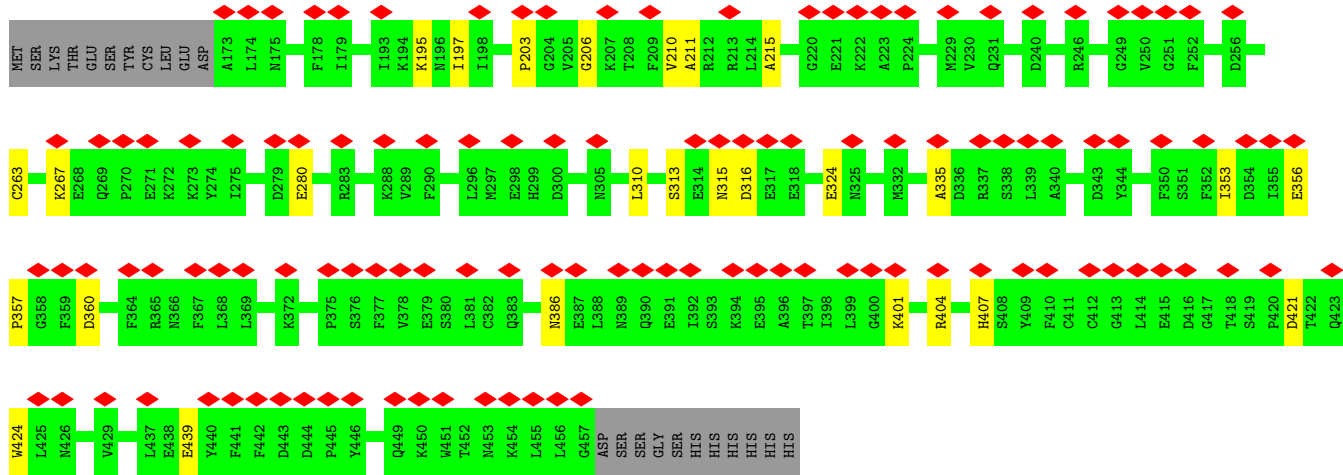 MET SER LYS THR GLU SER TYR CYS LEU GLU ASP A173 L174 N175 F178 I179 I193 K194 K195 N196 I197 I198 P203 G204 V205 G206 K207 T208 F209 V210 A211 R212 R213 L214 A215 G220 E221 K222 A223 P224 M229 V230 Q231 D240 R246 G249 V250 G251 F252 D256
C263 K267 E268 Q269 P270 E271 K272 K273 Y274 I275 D279 E280 R283 K288 V289 F290 L296 M297 E298 H299 D300 N305 L310 S313 E314 N315 D316 E317 E318 E324 N325 M332 A335 D336 R337 S338 L339 A340 D343 Y344 F350 S351 F352 I353 D354 I355 E356
P357 G358 F359 D360 F364 R365 N366 F367 L368 L369 K372 P375 S376 F377 V378 E379 S380 L381 C382 Q383 N386 E387 L388 N389 Q390 E391 I392 S393 K394 E395 A396 T397 I398 L399 G400 K401 R404 H407 S408 Y409 F410 C411 C412 G413 L414 E415 D416 G417 T418 S419 P420 D421 T422 Q423
W424 L425 N426 V429 L437 E438 E439 Y440 F441 F442 D443 D444 P445 Y446 Q449 K450 W451 T452 N453 K454 L455 L456 G457 ASP SER SER GLY SER HIS HIS HIS HIS HIS HIS